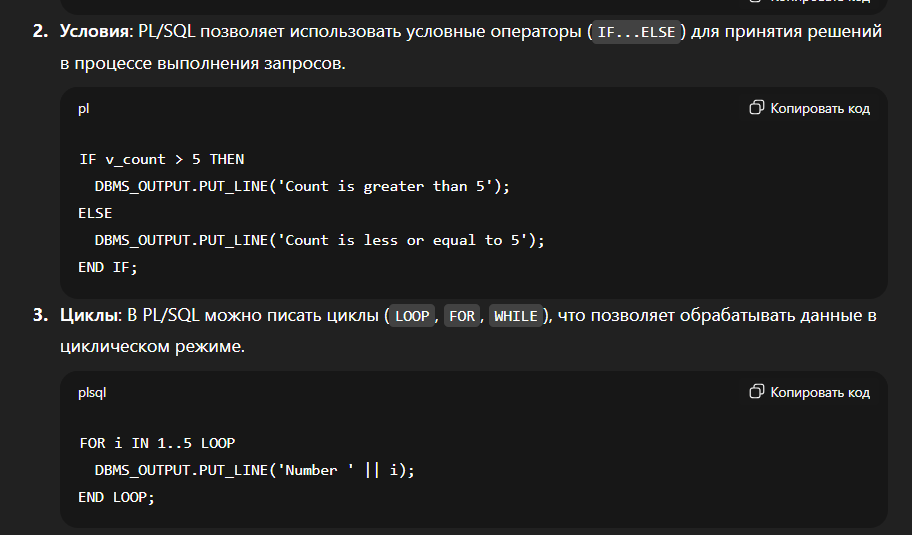 Копировать код
2. Условия: PL/SQL позволяет использовать условные операторы (IF...ELSE) для принятия решений
в процессе выполнения запросов.
pl
Копировать код
IF v_count > 5 THEN
  DBMS_OUTPUT.PUT_LINE('Count is greater than 5');
ELSE
  DBMS_OUTPUT.PUT_LINE('Count is less or equal to 5');
END IF;
3. Циклы: В PL/SQL можно писать циклы (LOOP, FOR, WHILE), что позволяет обрабатывать данные в
циклическом режиме.
plsql
Копировать код
FOR i IN 1..5 LOOP
  DBMS_OUTPUT.PUT_LINE('Number ' || i);
END LOOP;